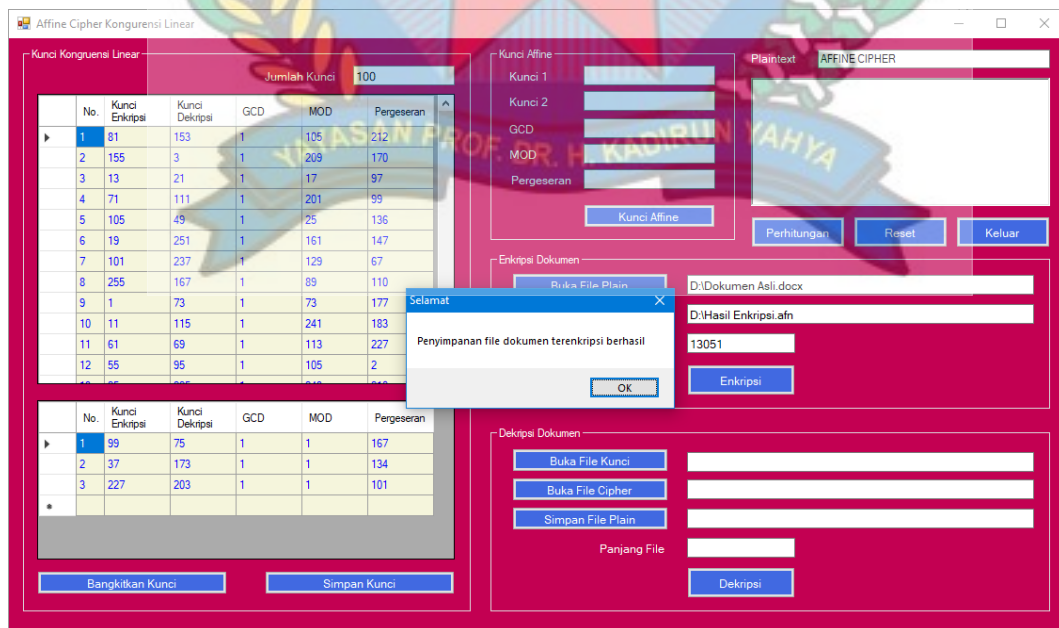 Affine Cipher Kongurensi Linear
Kunci Kongruensi Linear
Jumlah Kunci 100
No. Kunci Enkripsi Kunci Dekripsi GCD MOD Pergeseran
1 81 153 1 105 212
2 155 3 1 209 170
3 13 21 1 17 97
4 71 111 1 201 99
5 105 49 1 25 136
6 19 251 1 161 147
7 101 237 1 129 67
8 255 167 1 89 110
9 1 73 1 73 177
10 11 115 1 241 183
11 61 69 1 113 227
12 55 95 1 105 2
No. Kunci Enkripsi Kunci Dekripsi GCD MOD Pergeseran
1 99 75 1 1 167
2 37 173 1 1 134
3 227 203 1 1 101
Bangkitkan Kunci Simpan Kunci
Kunci Affine
Kunci 1
Kunci 2
GCD
MOD
Pergeseran
Kunci Affine
Plaintext AFFINE CIPHER
Perhitungan Reset Keluar
YAYASAN PROF. DR. H. KADIRUN YAHYA
Enkripsi Dokumen
Buka File Plain D:\Dokumen Asli.docx
D:\Hasil Enkripsi.afn
13051
Enkripsi
Selamat
Penyimpanan file dokumen terenkripsi berhasil
OK
Dekripsi Dokumen
Buka File Kunci
Buka File Cipher
Simpan File Plain
Panjang File
Dekripsi